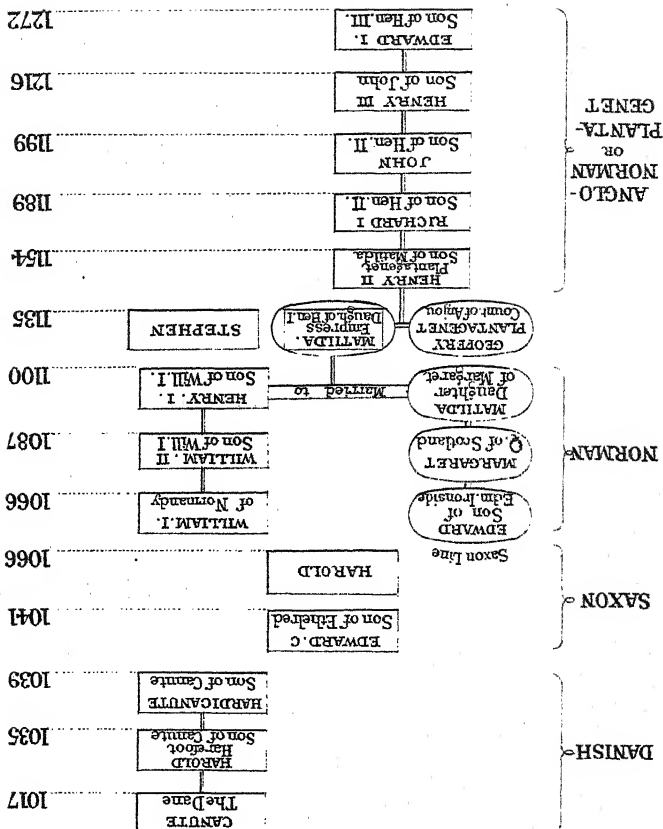 DANISH
CANUTE
The Dane
1017
HAROLD
Harefoot
Son of Canute
1035
HARDICANUTE
Son of Canute
1039
SAXON
EDWARD. C
Son of Ethelred
1041
HAROLD
1066
NORMAN
Saxon Line
EDWARD
Son of
Edm. Ironside
WILLIAM. I.
of Normandy
1066
MARGARET
Q. of Scotland
WILLIAM. II
Son of Will. I
1087
MATILDA
Daughter
of Margaret.
Married to
HENRY. I.
Son of Will. I.
1100
GEOFFRY
PLANTAGENET
Count of Anjou
MATILDA.
Empress
Daugh. of Hen. I
STEPHEN
1135
ANGLO-
NORMAN
OR
PLANTA-
GENET
HENRY II
Plantagenet,
Son of Matilda
1154
RICHARD I
Son of Hen. II.
1189
JOHN
Son of Hen. II.
1199
HENRY III
Son of John
1216
EDWARD I.
Son of Hen. III.
1272